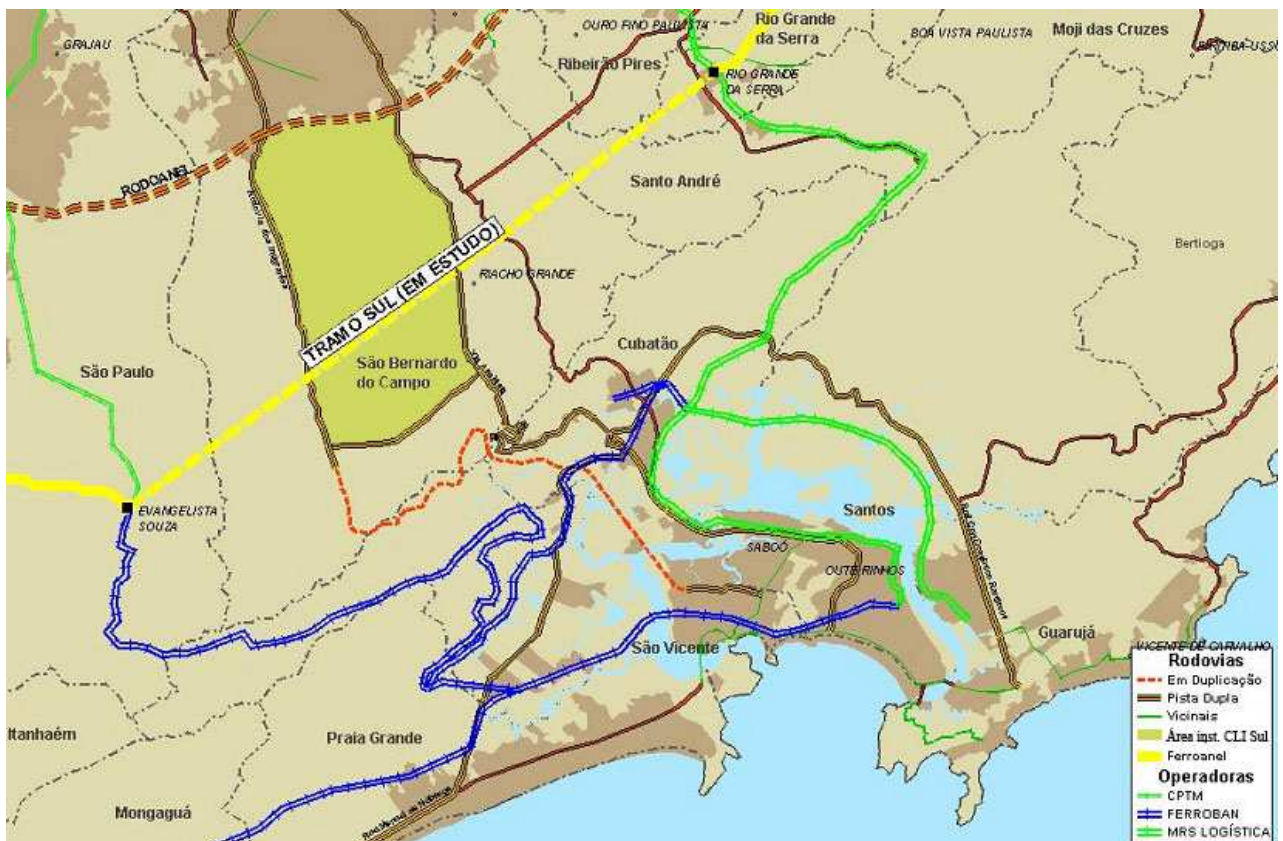 GRAJAU
OURO FINO PAULISTA
Rio Grande
da Serra
BOA VISTA PAULISTA
Moji das Cruzes
Ribeirão Pires
RIO GRANDE
DA SERRA
RODOANEL
Santo André
Bertioga
TRAMO SUL (EM ESTUDO)
RIACHO GRANDE
Cubatão
São Paulo
São Bernardo
do Campo
EVANGELISTA
SOUZA
Santos
SABOÓ
OUTEIRINHOS
São Vicente
Guarujá
VICENTE DE CARVALHO
Itanhaém
Praia Grande
Mongaguá
Rodovias
Em Duplicação
Pista Dupla
Vicinais
Área inst. CLI Sul
Ferroanel
Operadoras
CPTM
FERROBAN
MRS LOGÍSTICA